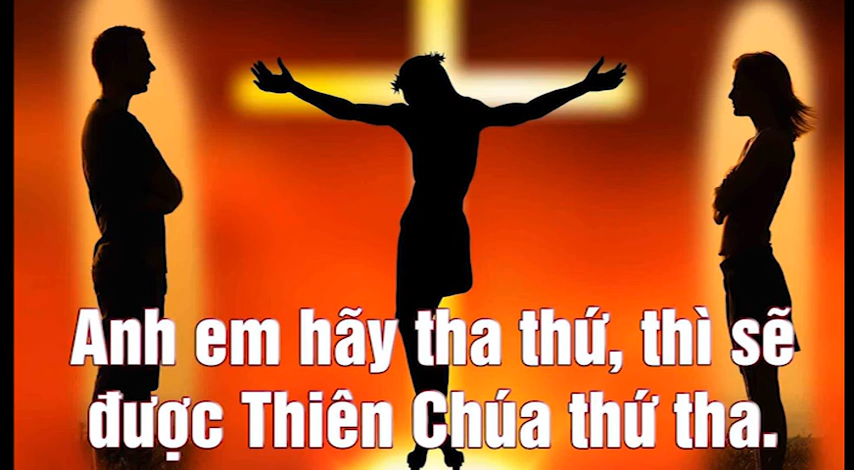 Anh em hãy tha thứ, thì sẽ
được Thiên Chúa thứ tha.